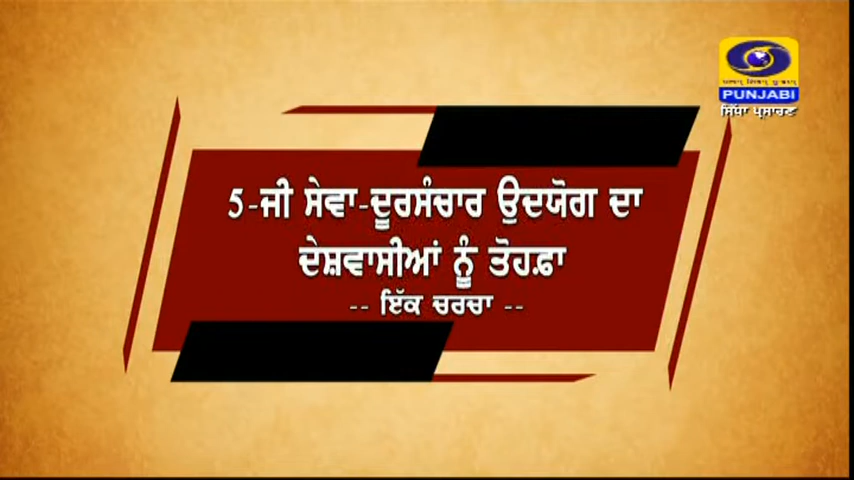 PUNJABI
ਸਿੱਧਾ ਪ੍ਰਸਾਰਣ
5-ਜੀ ਸੇਵਾ-ਦੂਰਸੰਚਾਰ ਉਦਯੋਗ ਦਾ
ਦੇਸ਼ਵਾਸੀਆਂ ਨੂੰ ਤੋਹਫ਼ਾ
-- ਇੱਕ ਚਰਚਾ --